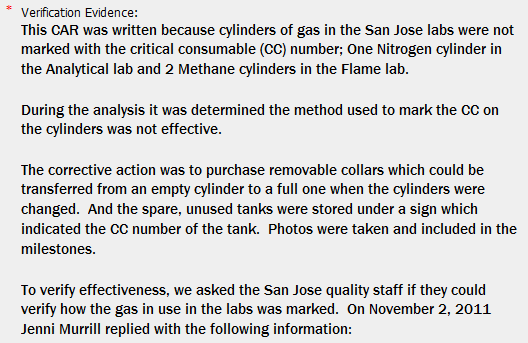 * Verification Evidence:
This CAR was written because cylinders of gas in the San Jose labs were not
marked with the critical consumable (CC) number; One Nitrogen cylinder in
the Analytical lab and 2 Methane cylinders in the Flame lab.
During the analysis it was determined the method used to mark the CC on
the cylinders was not effective.
The corrective action was to purchase removable collars which could be
transferred from an empty cylinder to a full one when the cylinders were
changed.  And the spare, unused tanks were stored under a sign which
indicated the CC number of the tank.  Photos were taken and included in the
milestones.
To verify effectiveness, we asked the San Jose quality staff if they could
verify how the gas in use in the labs was marked.  On November 2, 2011
Jenni Murrill replied with the following information: